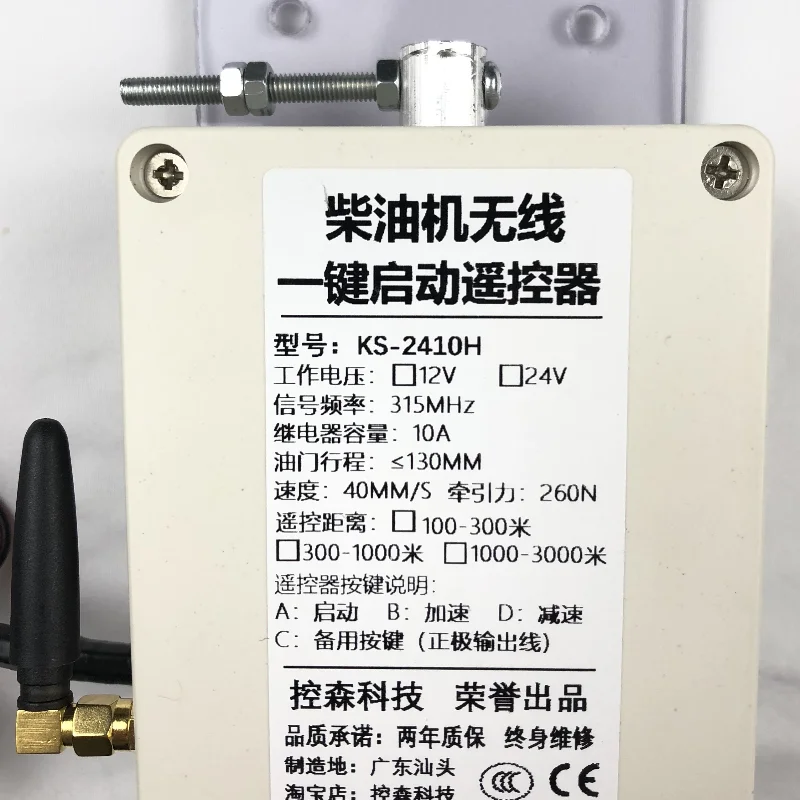 柴油机无线
一键启动遥控器
型号：KS-2410H
工作电压：□12V □24V
信号频率：315MHz
继电器容量：10A
油门行程：≤130MM
速度：40MM/S 牵引力：260N
遥控距离：□100-300米
□300-1000米 □1000-3000米
遥控器按键说明：
A：启动 B：加速 D：减速
C：备用按键（正极输出线）
控森科技 荣誉出品
品质承诺：两年质保 终身维修
制造地：广东汕头
淘宝店：控森科技
CCC CE